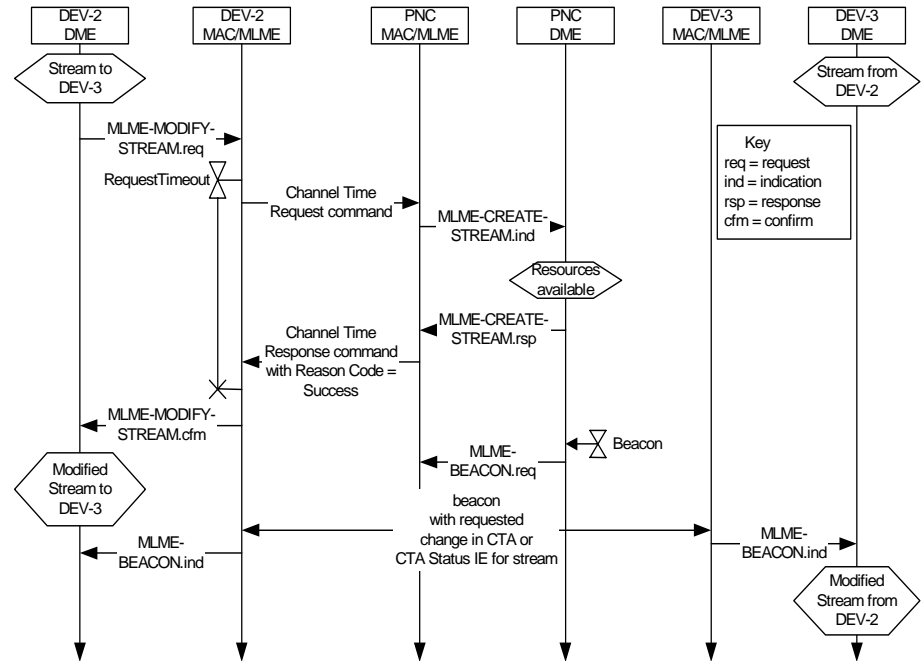 DEV-2
DME
DEV-2
MAC/MLME
PNC
MAC/MLME
PNC
DME
DEV-3
MAC/MLME
DEV-3
DME
Stream to
DEV-3
Stream from
DEV-2
MLME-MODIFY-
STREAM.req
Key
req = request
ind = indication
rsp = response
cfm = confirm
RequestTimeout
Channel Time
Request command
MLME-CREATE-
STREAM.ind
Resources
available
MLME-CREATE-
STREAM.rsp
Channel Time
Response command
with Reason Code =
Success
MLME-MODIFY-
STREAM.cfm
Beacon
MLME-
BEACON.req
Modified
Stream to
DEV-3
beacon
with requested
change in CTA or
CTA Status IE for stream
MLME-
BEACON.ind
MLME-
BEACON.ind
Modified
Stream from
DEV-2